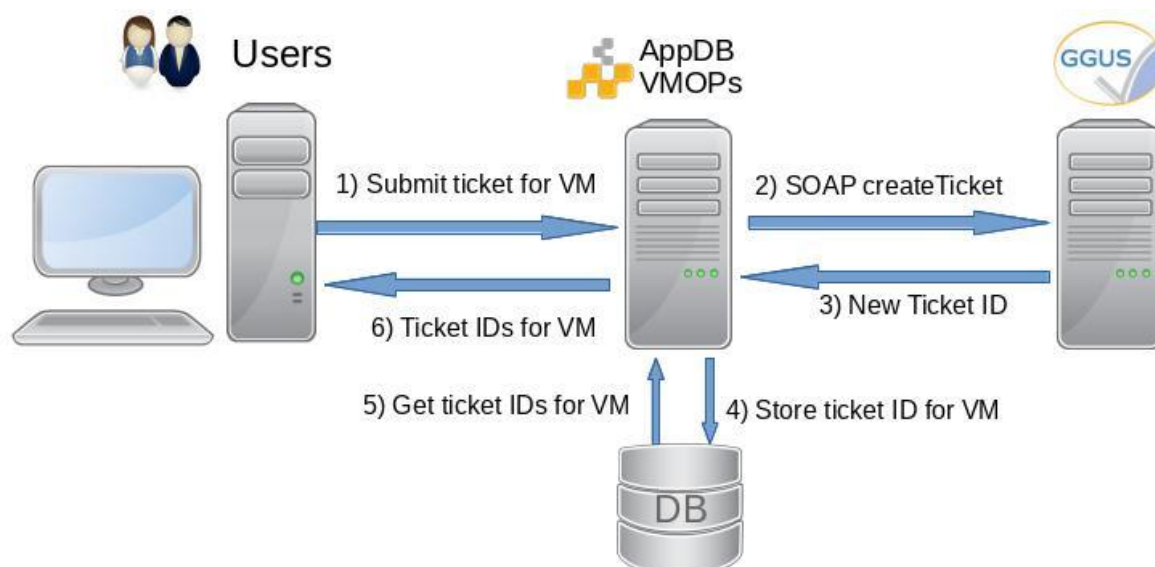 Users
AppDB
VMOPs
GGUS
1) Submit ticket for VM
2) SOAP createTicket
3) New Ticket ID
6) Ticket IDs for VM
5) Get ticket IDs for VM
4) Store ticket ID for VM
DB